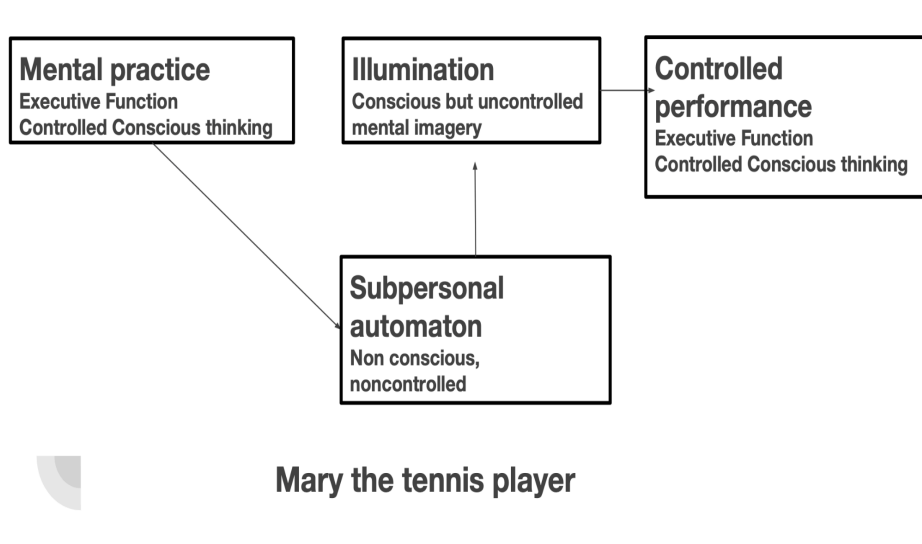 Mental practice
Executive Function
Controlled Conscious thinking
Illumination
Conscious but uncontrolled
mental imagery
Controlled
performance
Executive Function
Controlled Conscious thinking
Subpersonal
automaton
Non conscious,
noncontrolled
Mary the tennis player